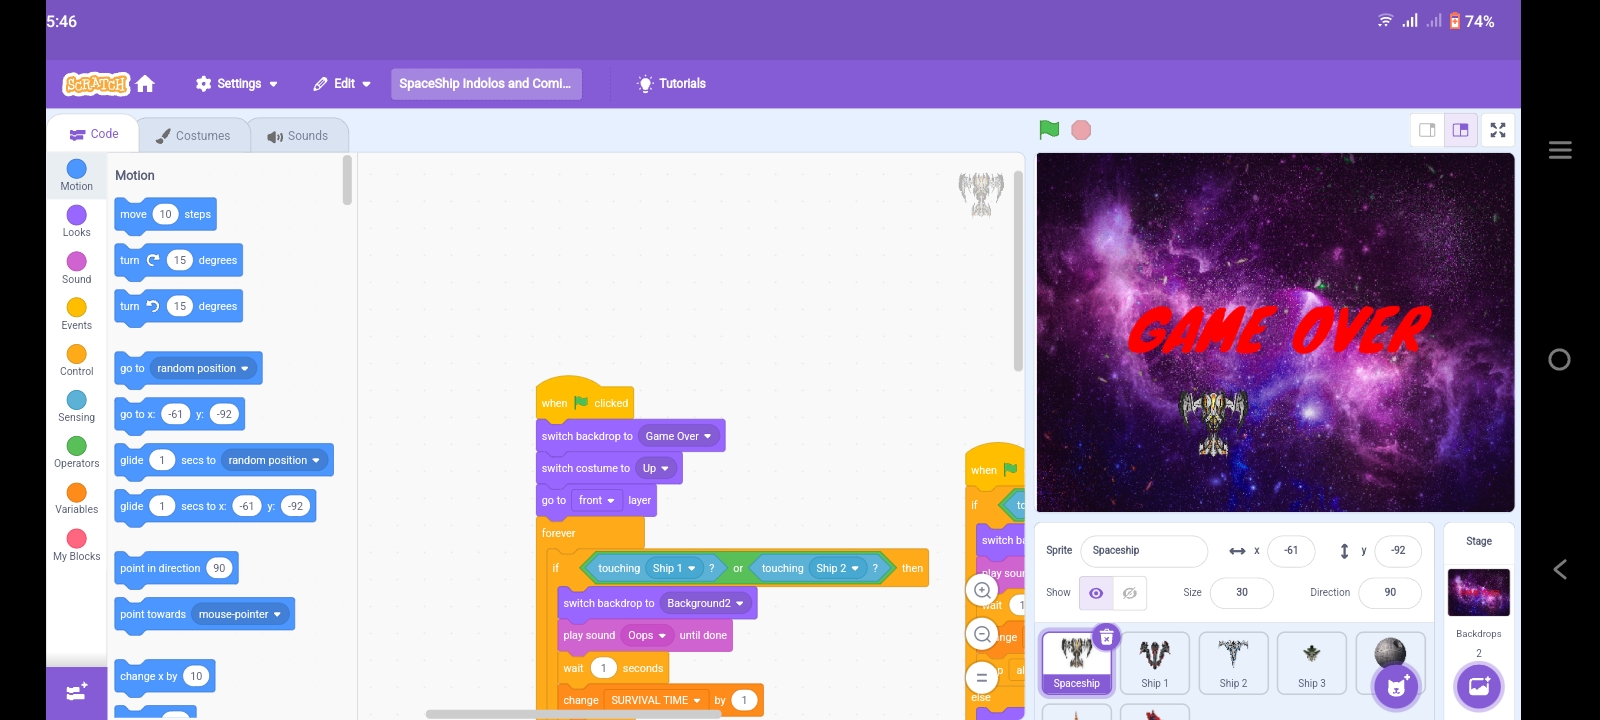 5:46
74%
SCRATCH
Settings
Edit
SpaceShip Indolos and Comi...
Tutorials
Code
Costumes
Sounds
Motion
Looks
Sound
Events
Control
Sensing
Operators
Variables
My Blocks
Motion
move 10 steps
turn 15 degrees
turn 15 degrees
go to random position
go to x: -61 y: -92
glide 1 secs to random position
glide 1 secs to x: -61 y: -92
point in direction 90
point towards mouse-pointer
change x by 10
when clicked
switch backdrop to Game Over
switch costume to Up
go to front layer
forever
if touching Ship 1 ? or touching Ship 2 ? then
switch backdrop to Background2
play sound Oops until done
wait 1 seconds
change SURVIVAL TIME by 1
when
if
else
GAME OVER
Sprite Spaceship x -61 y -92
Show Size 30 Direction 90
Spaceship
Ship 1
Ship 2
Ship 3
Stage
Backdrops
2